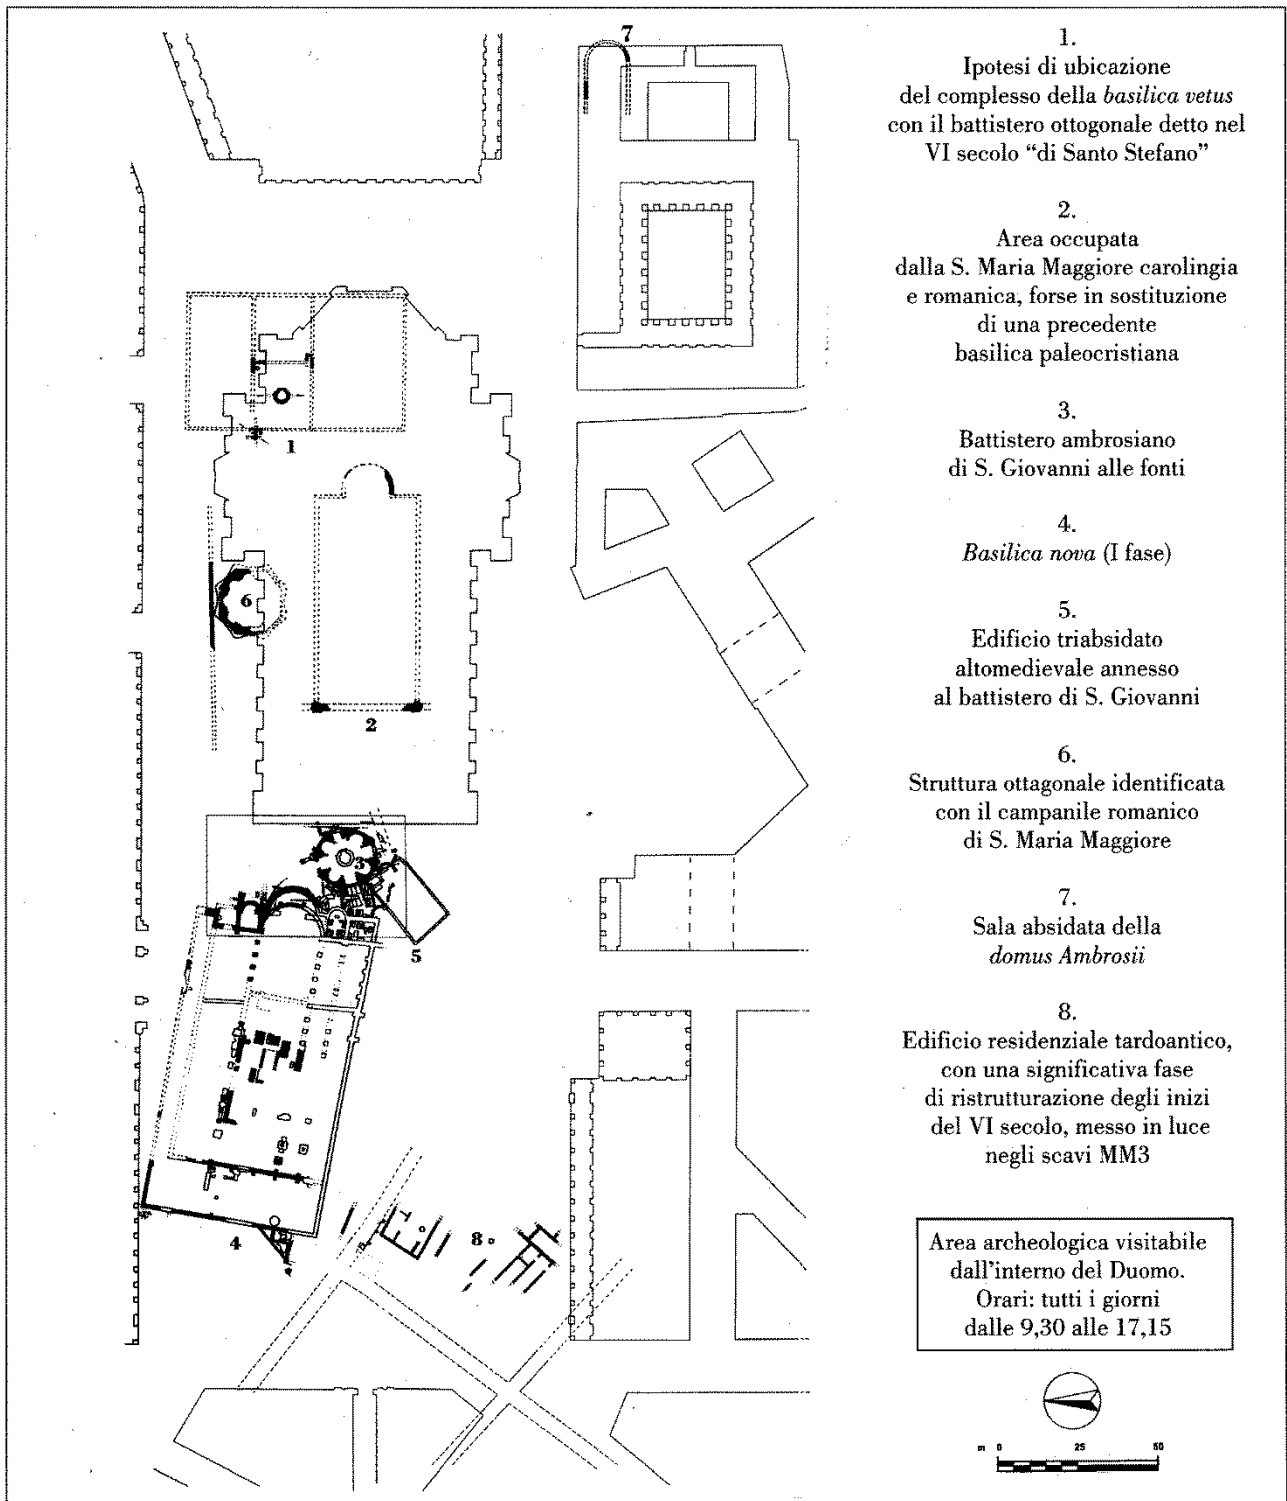 7
1
6
2
3
5
4
8
1.
Ipotesi di ubicazione
del complesso della basilica vetus
con il battistero ottogonale detto nel
VI secolo “di Santo Stefano”
2.
Area occupata
dalla S. Maria Maggiore carolingia
e romanica, forse in sostituzione
di una precedente
basilica paleocristiana
3.
Battistero ambrosiano
di S. Giovanni alle fonti
4.
Basilica nova (I fase)
5.
Edificio triabsidato
altomedievale annesso
al battistero di S. Giovanni
6.
Struttura ottagonale identificata
con il campanile romanico
di S. Maria Maggiore
7.
Sala absidata della
domus Ambrosii
8.
Edificio residenziale tardoantico,
con una significativa fase
di ristrutturazione degli inizi
del VI secolo, messo in luce
negli scavi MM3
Area archeologica visitabile
dall'interno del Duomo.
Orari: tutti i giorni
dalle 9,30 alle 17,15
m 0 25 50